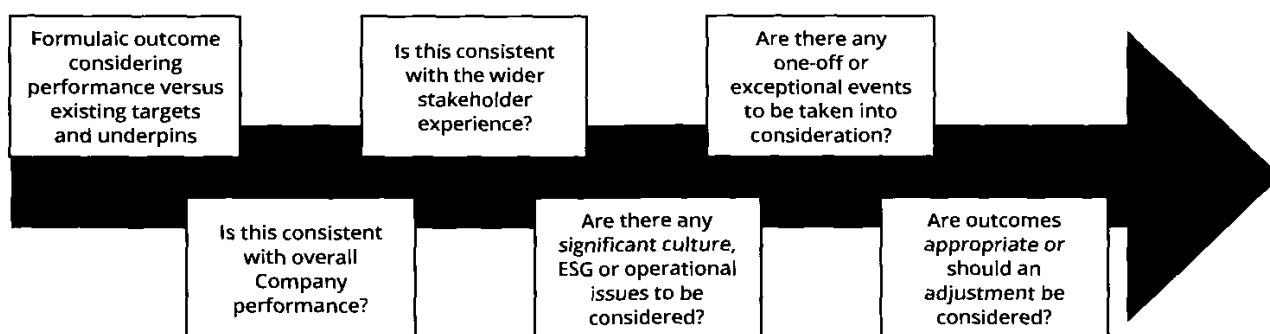 Formulaic outcome
considering
performance versus
existing targets
and underpins
Is this consistent
with overall
Company
performance?
Is this consistent
with the wider
stakeholder
experience?
Are there any
significant culture,
ESG or operational
issues to be
considered?
Are there any
one-off or
exceptional events
to be taken into
consideration?
Are outcomes
appropriate or
should an
adjustment be
considered?